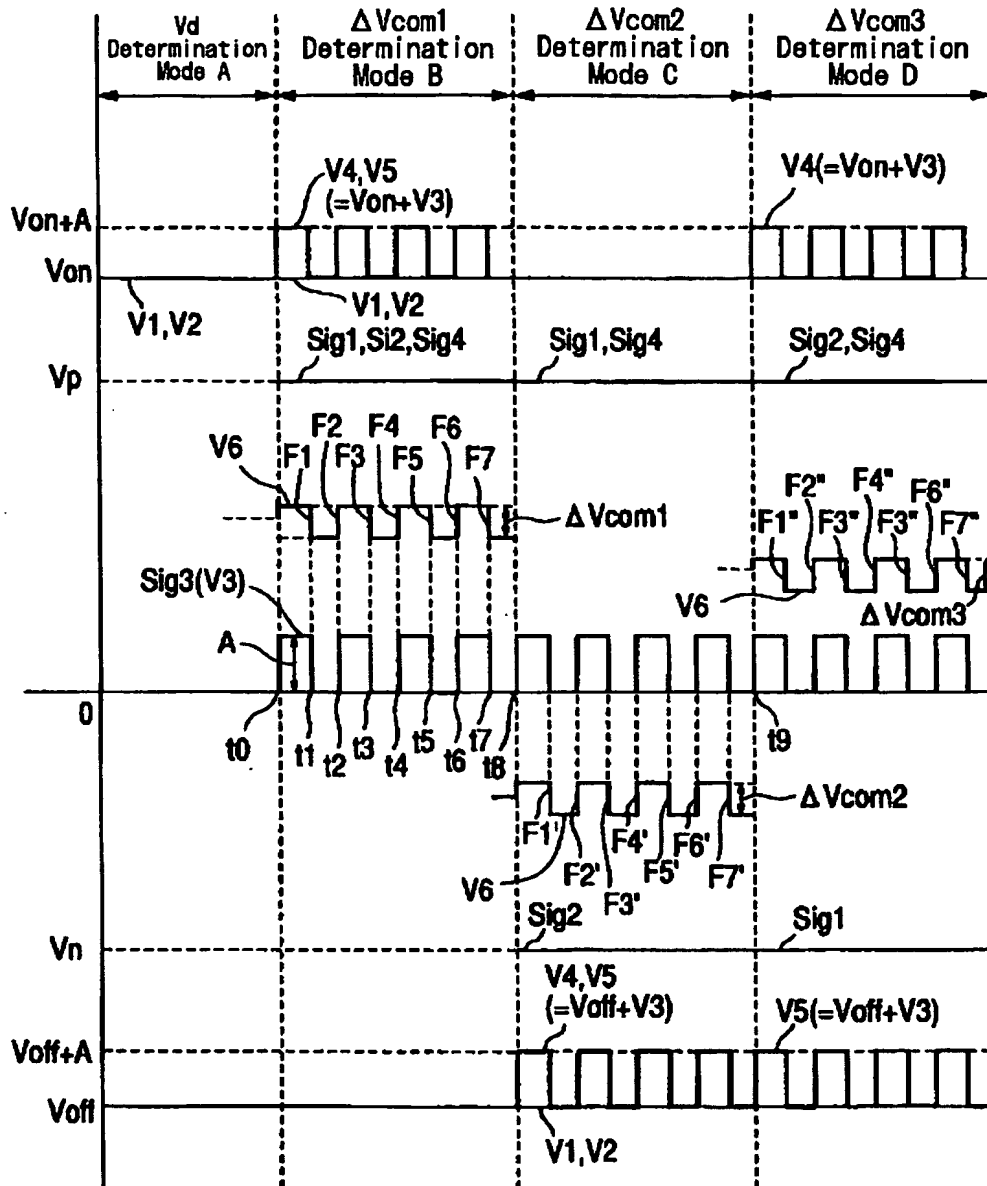 Vd
Determination
Mode A
ΔVcom1
Determination
Mode B
ΔVcom2
Determination
Mode C
ΔVcom3
Determination
Mode D
V4,V5
(=Von+V3)
V4(=Von+V3)
Von+A
Von
V1,V2
V1,V2
Sig1,Si2,Sig4
Sig1,Sig4
Sig2,Sig4
Vp
V6
F1
F2
F3
F4
F5
F6
F7
ΔVcom1
F1"
F2"
F3"
F4"
F3"
F6"
F7"
V6
ΔVcom3
Sig3(V3)
A
0
t0
t1
t2
t3
t4
t5
t6
t7
t8
t9
ΔVcom2
F1'
V6
F2'
F3'
F4'
F5'
F6'
F7'
Sig2
Sig1
Vn
V4,V5
(=Voff+V3)
V5(=Voff+V3)
Voff+A
Voff
V1,V2